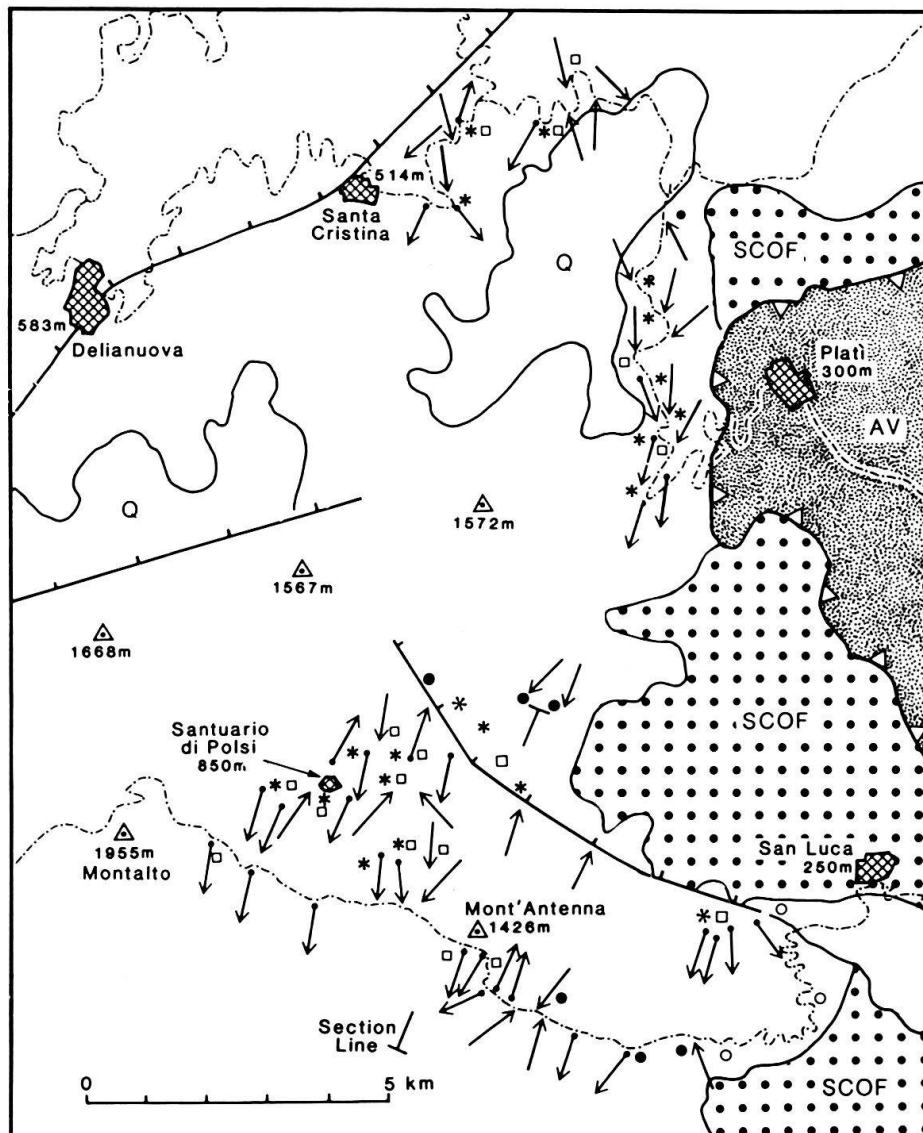 514m
Santa
Cristina
SCOF
Q
583m
Delianuova
Platì
300m
AV
Q
1572m
1567m
1668m
SCOF
Santuario
di Polsi
850m
1955m
Montalto
San Luca
250m
Mont'Antenna
1426m
Section
Line
0 5 km
SCOF